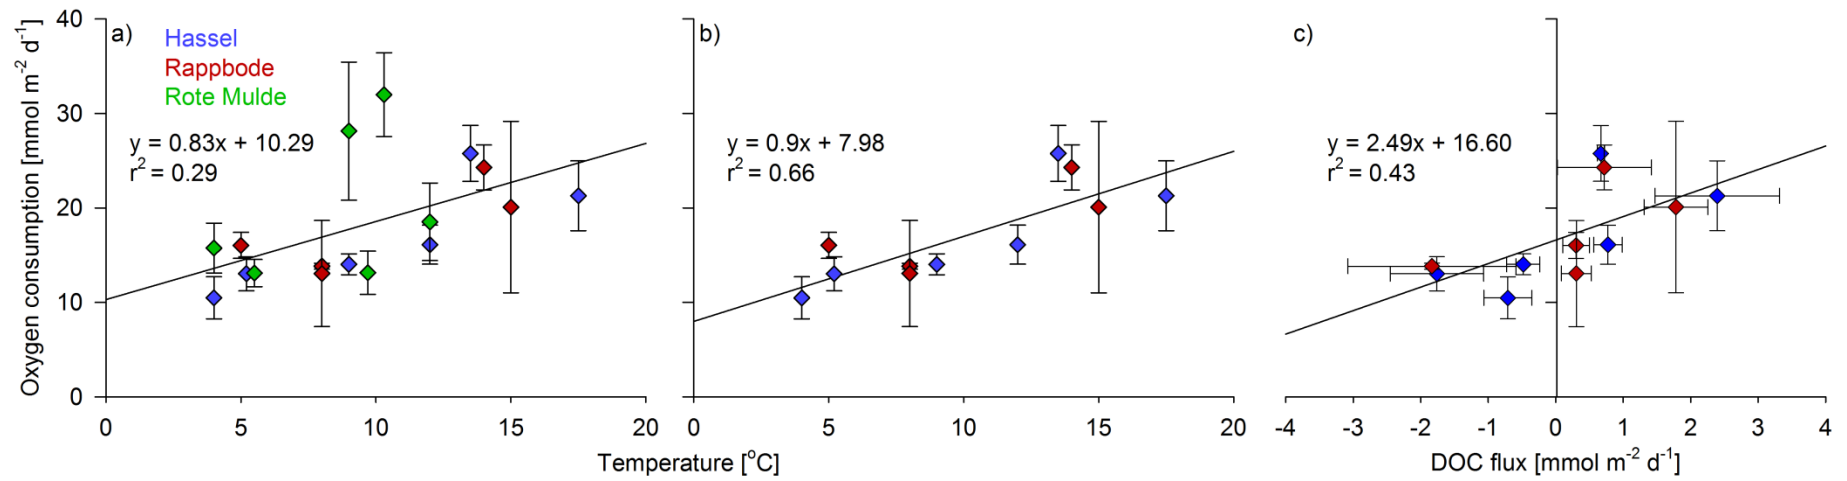 a)
Hassel
Rappbode
Rote Mulde
y = 0.83x + 10.29
r² = 0.29
b)
y = 0.9x + 7.98
r² = 0.66
c)
y = 2.49x + 16.60
r² = 0.43
Oxygen consumption [mmol m⁻² d⁻¹]
40
30
20
10
0
0 5 10 15 20
0 5 10 15 20
-4 -3 -2 -1 0 1 2 3 4
Temperature [°C]
DOC flux [mmol m⁻² d⁻¹]